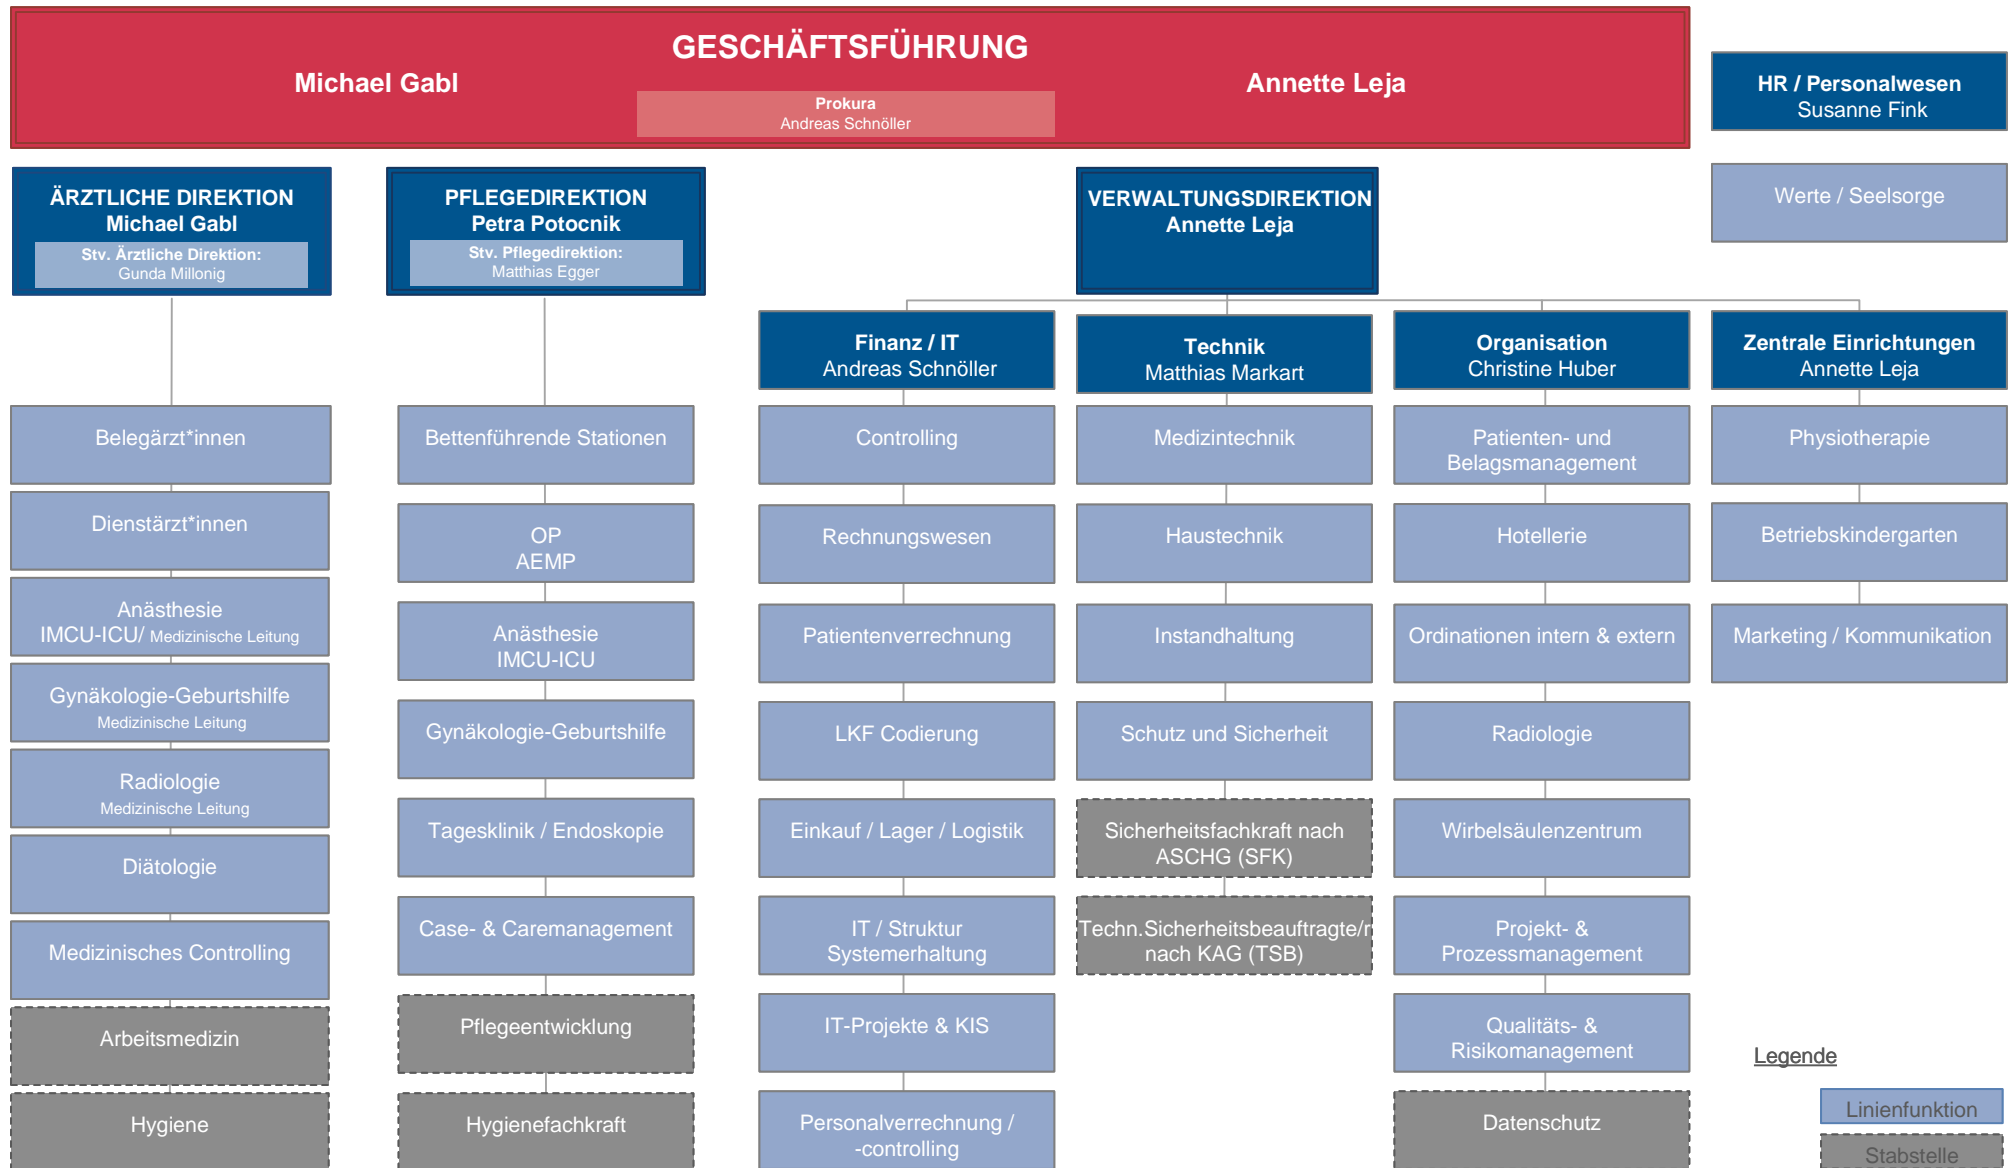 GESCHÄFTSFÜHRUNG
Michael Gabl
Annette Leja
Prokura
Andreas Schnöller
HR / Personalwesen
Susanne Fink
Werte / Seelsorge
ÄRZTLICHE DIREKTION
Michael Gabl
Stv. Ärztliche Direktion:
Gunda Millonig
PFLEGEDIREKTION
Petra Potocnik
Stv. Pflegedirektion:
Matthias Egger
VERWALTUNGSDIREKTION
Annette Leja
Finanz / IT
Andreas Schnöller
Technik
Matthias Markart
Organisation
Christine Huber
Zentrale Einrichtungen
Annette Leja
Belegärzt*innen
Dienstärzt*innen
Anästhesie
IMCU-ICU/ Medizinische Leitung
Gynäkologie-Geburtshilfe
Medizinische Leitung
Radiologie
Medizinische Leitung
Diätologie
Medizinisches Controlling
Arbeitsmedizin
Hygiene
Bettenführende Stationen
OP
AEMP
Anästhesie
IMCU-ICU
Gynäkologie-Geburtshilfe
Tagesklinik / Endoskopie
Case- & Caremanagement
Pflegeentwicklung
Hygienefachkraft
Controlling
Rechnungswesen
Patientenverrechnung
LKF Codierung
Einkauf / Lager / Logistik
IT / Struktur
Systemerhaltung
IT-Projekte & KIS
Personalverrechnung /
-controlling
Medizintechnik
Haustechnik
Instandhaltung
Schutz und Sicherheit
Sicherheitsfachkraft nach
ASCHG (SFK)
Techn.Sicherheitsbeauftragte/r
nach KAG (TSB)
Patienten- und
Belagsmanagement
Hotellerie
Ordinationen intern & extern
Radiologie
Wirbelsäulenzentrum
Projekt- &
Prozessmanagement
Qualitäts- &
Risikomanagement
Datenschutz
Physiotherapie
Betriebskindergarten
Marketing / Kommunikation
Legende
Linienfunktion
Stabstelle